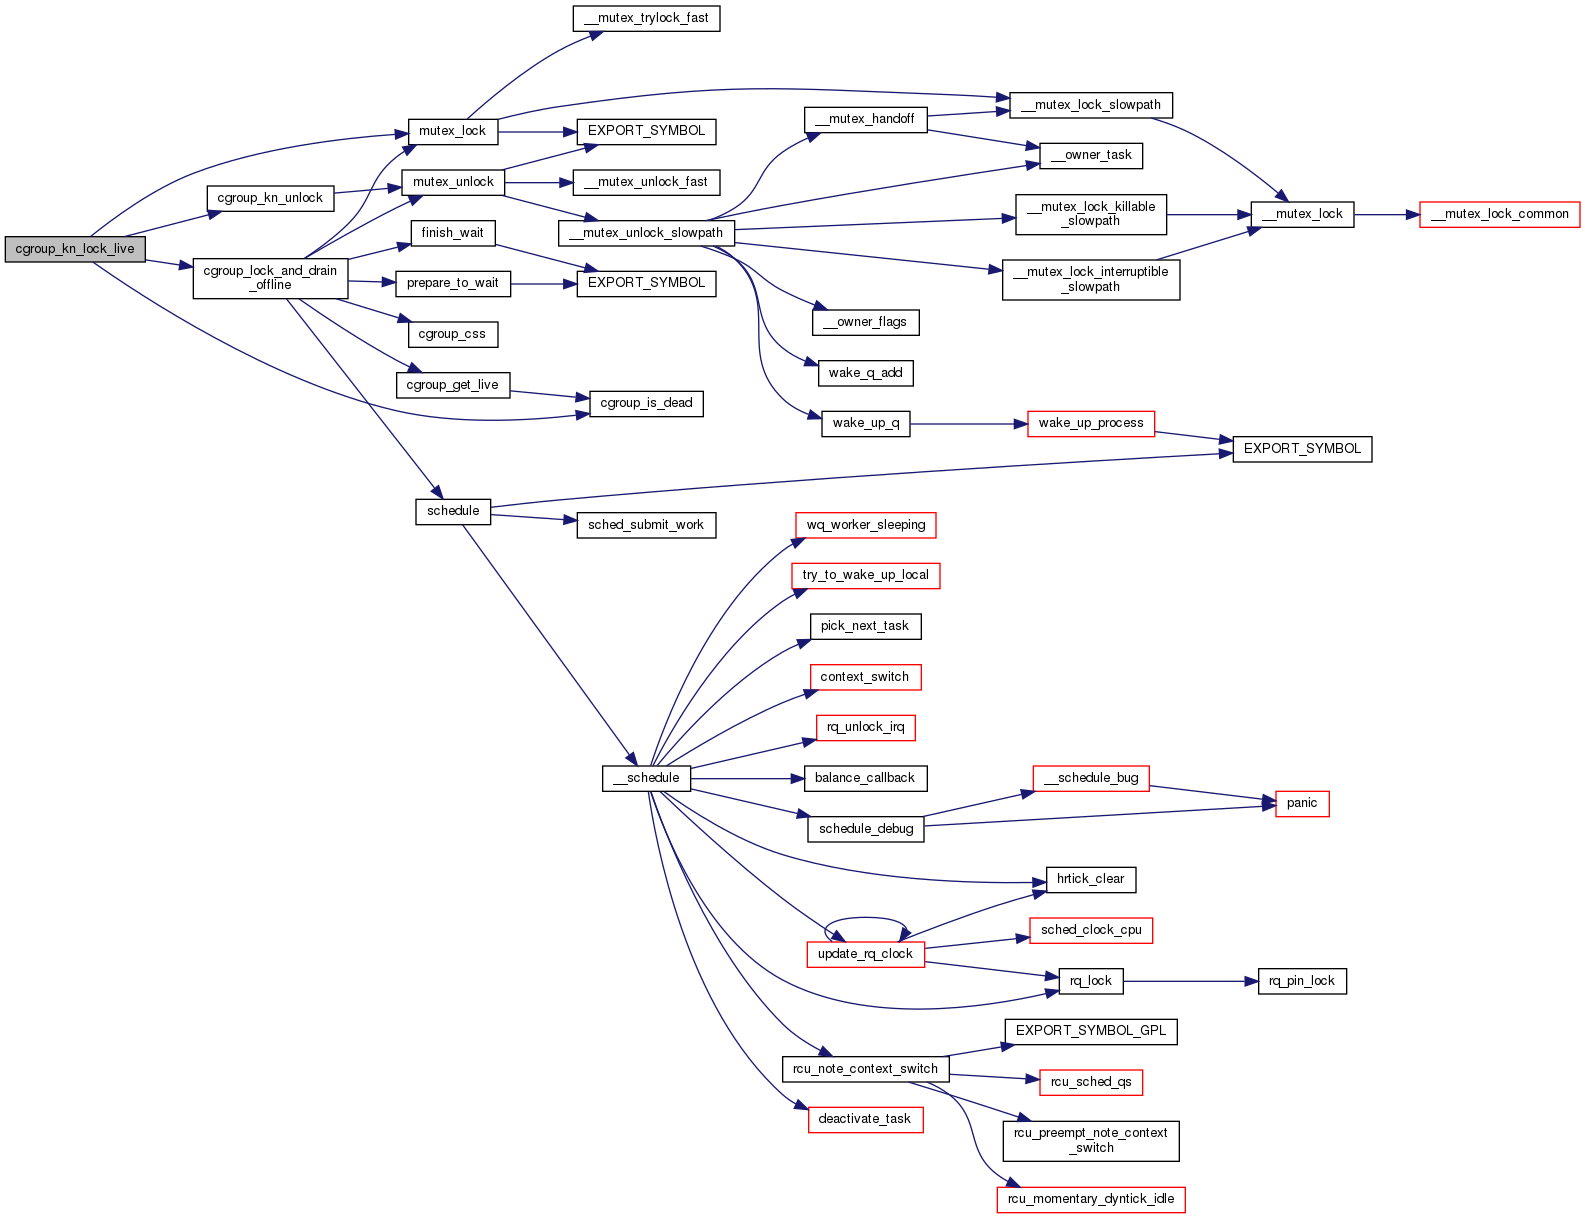 __mutex_trylock_fast
__mutex_lock_slowpath
mutex_lock
EXPORT_SYMBOL
__mutex_handoff
__owner_task
cgroup_kn_unlock
mutex_unlock
__mutex_unlock_fast
__mutex_lock_killable
_slowpath
__mutex_lock
__mutex_lock_common
finish_wait
__mutex_unlock_slowpath
cgroup_kn_lock_live
cgroup_lock_and_drain
_offline
prepare_to_wait
EXPORT_SYMBOL
__mutex_lock_interruptible
_slowpath
__owner_flags
cgroup_css
wake_q_add
cgroup_get_live
cgroup_is_dead
wake_up_q
wake_up_process
EXPORT_SYMBOL
schedule
sched_submit_work
wq_worker_sleeping
try_to_wake_up_local
pick_next_task
context_switch
rq_unlock_irq
__schedule
balance_callback
__schedule_bug
panic
schedule_debug
hrtick_clear
sched_clock_cpu
update_rq_clock
rq_lock
rq_pin_lock
EXPORT_SYMBOL_GPL
rcu_note_context_switch
rcu_sched_qs
deactivate_task
rcu_preempt_note_context
_switch
rcu_momentary_dyntick_idle